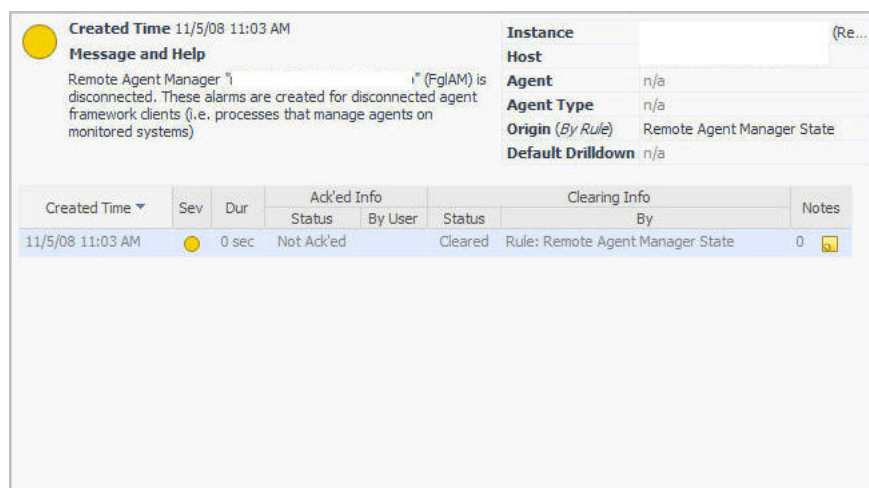 Created Time 11/5/08 11:03 AM
Message and Help
Remote Agent Manager " " (FglAM) is
disconnected. These alarms are created for disconnected agent
framework clients (i.e. processes that manage agents on
monitored systems)
Instance (Re...
Host
Agent n/a
Agent Type n/a
Origin (By Rule) Remote Agent Manager State
Default Drilldown n/a
Created Time Sev Dur Ack'ed Info Clearing Info Notes
Status By User Status By
11/5/08 11:03 AM 0 sec Not Ack'ed Cleared Rule: Remote Agent Manager State 0